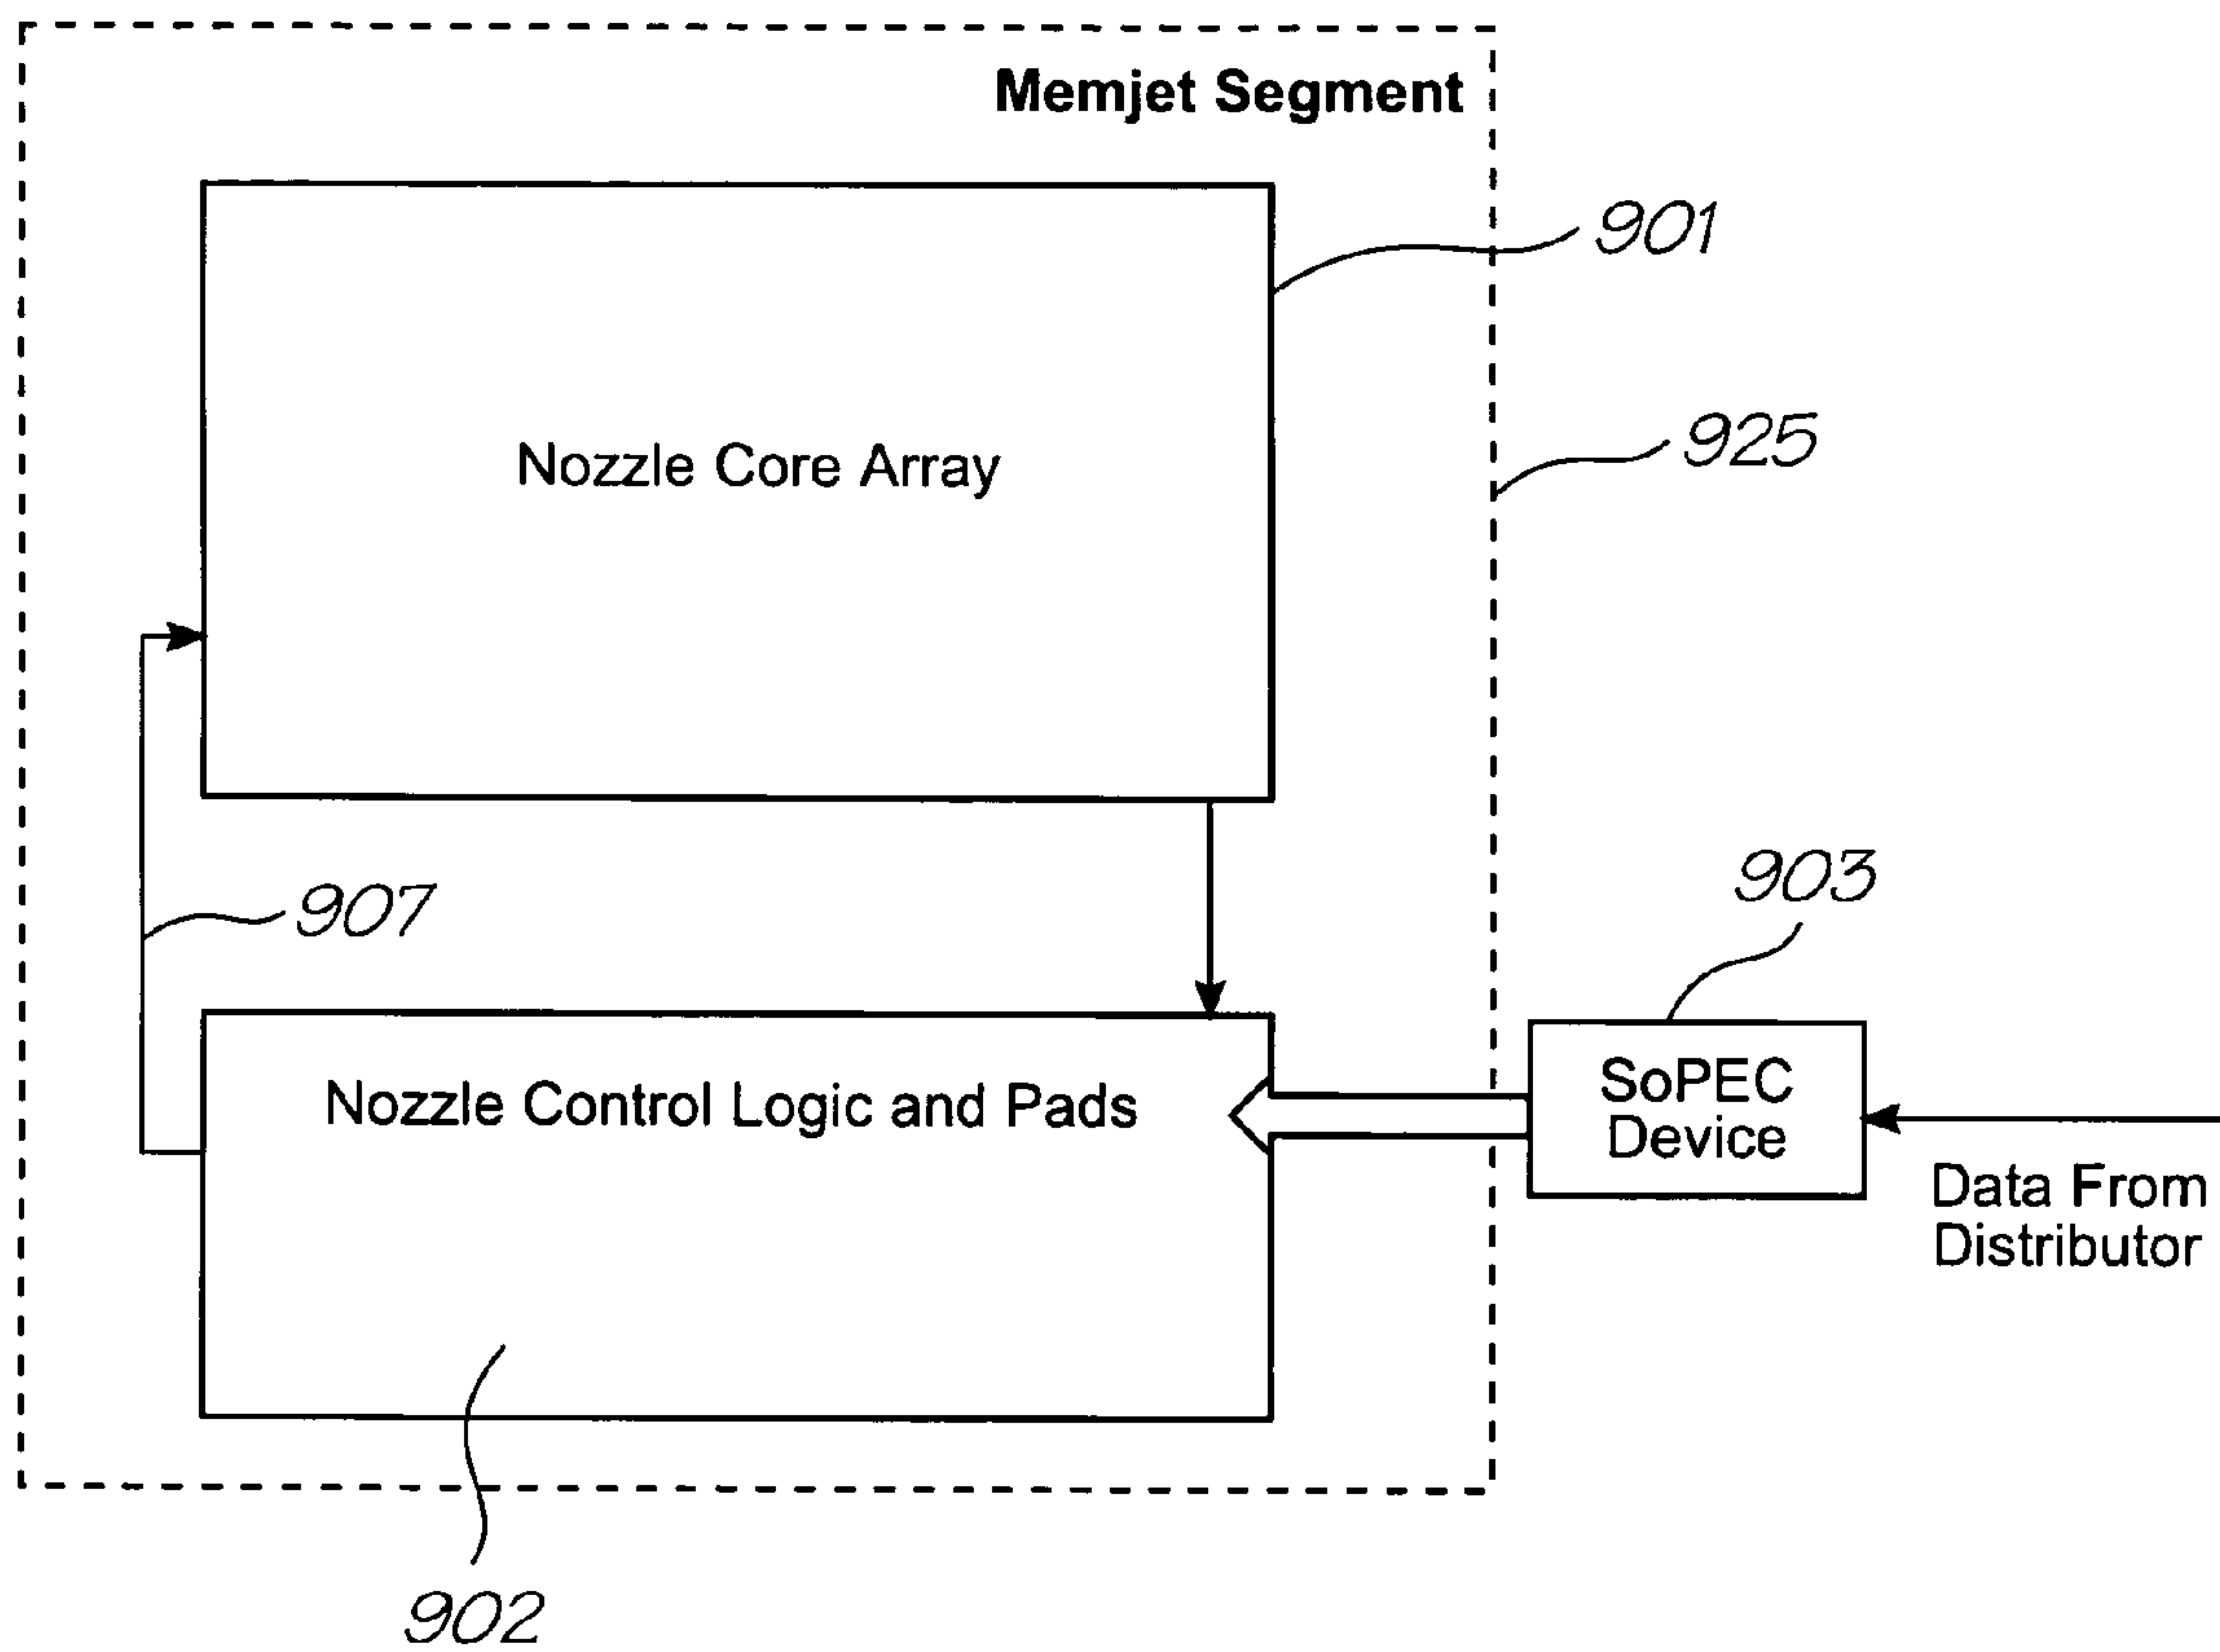 Memjet Segment
901
Nozzle Core Array
925
903
907
Nozzle Control Logic and Pads
SoPEC
Device
Data From
Distributor
902